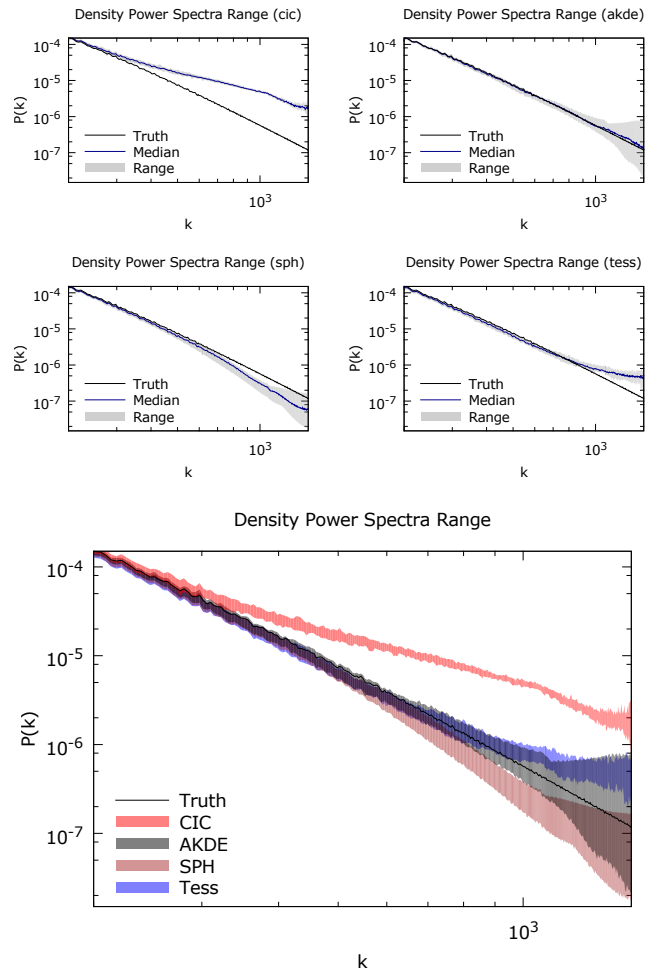 Density Power Spectra Range (cic)
10⁻⁴
10⁻⁵
10⁻⁶
10⁻⁷
P(k)
Truth
Median
Range
10³
k
Density Power Spectra Range (akde)
10⁻⁴
10⁻⁵
10⁻⁶
10⁻⁷
P(k)
Truth
Median
Range
10³
k
Density Power Spectra Range (sph)
10⁻⁴
10⁻⁵
10⁻⁶
10⁻⁷
P(k)
Truth
Median
Range
10³
k
Density Power Spectra Range (tess)
10⁻⁴
10⁻⁵
10⁻⁶
10⁻⁷
P(k)
Truth
Median
Range
10³
k
Density Power Spectra Range
10⁻⁴
10⁻⁵
10⁻⁶
10⁻⁷
P(k)
Truth
CIC
AKDE
SPH
Tess
10³
k